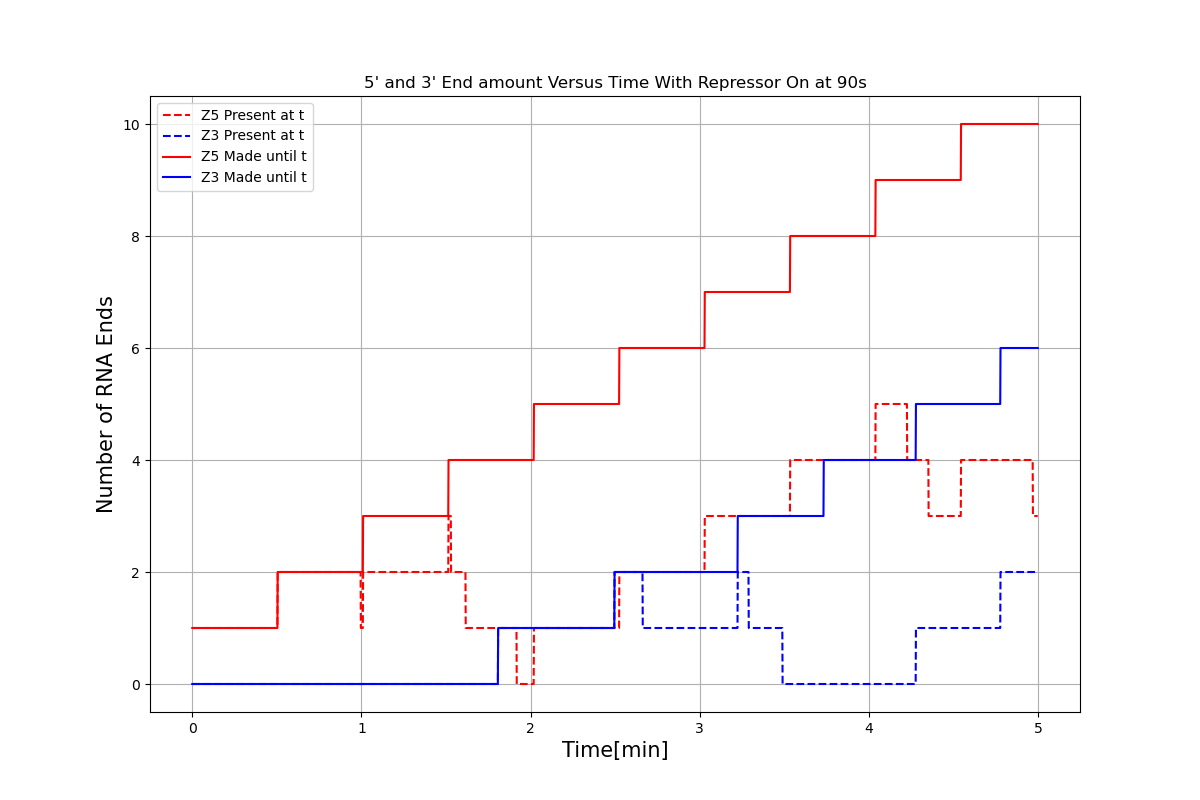 5' and 3' End amount Versus Time With Repressor On at 90s
Z5 Present at t
Z3 Present at t
Z5 Made until t
Z3 Made until t
10
8
6
4
2
0
Number of RNA Ends
0 1 2 3 4 5
Time[min]